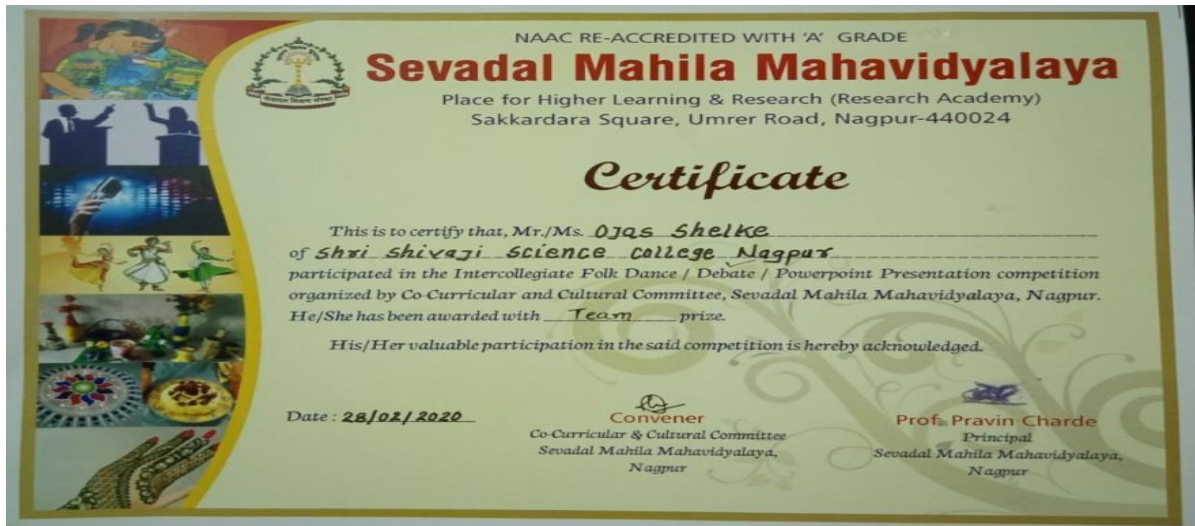 NAAC RE-ACCREDITED WITH 'A' GRADE
Sevadal Mahila Mahavidyalaya
Place for Higher Learning & Research (Research Academy)
Sakkardara Square, Umrer Road, Nagpur-440024
Certificate
This is to certify that, Mr./Ms. Ojas Shelke
of Shri Shivaji Science College Nagpur
participated in the Intercollegiate Folk Dance / Debate / Powerpoint Presentation competition
organized by Co-Curricular and Cultural Committee, Sevadal Mahila Mahavidyalaya, Nagpur.
He/She has been awarded with Team prize.
His/Her valuable participation in the said competition is hereby acknowledged.
Date : 28/02/2020
Convener
Co-Curricular & Cultural Committee
Sevadal Mahila Mahavidyalaya,
Nagpur
Prof. Pravin Charde
Principal
Sevadal Mahila Mahavidyalaya,
Nagpur